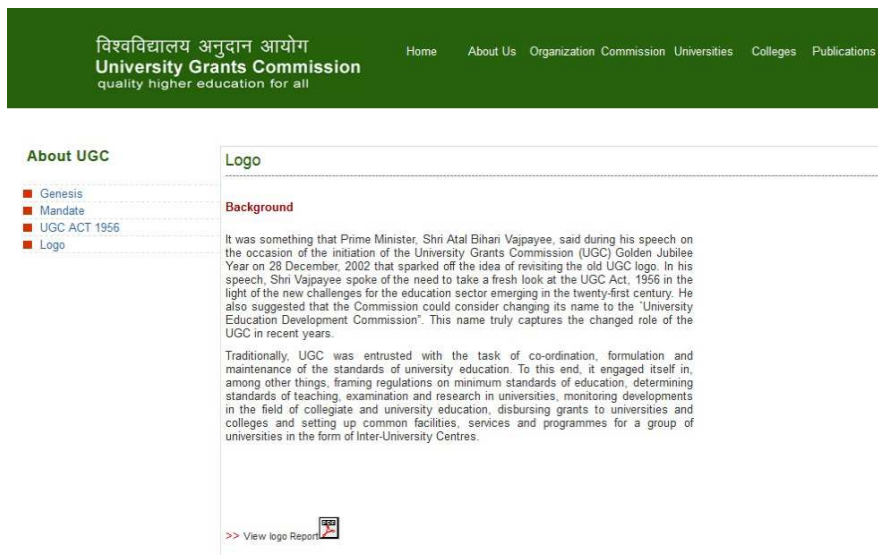 विश्वविद्यालय अनुदान आयोग
University Grants Commission
quality higher education for all
Home About Us Organization Commission Universities Colleges Publications
About UGC
Genesis
Mandate
UGC ACT 1956
Logo
Logo
Background
It was something that Prime Minister, Shri Atal Bihari Vajpayee, said during his speech on
the occasion of the initiation of the University Grants Commission (UGC) Golden Jubilee
Year on 28 December, 2002 that sparked off the idea of revisiting the old UGC logo. In his
speech, Shri Vajpayee spoke of the need to take a fresh look at the UGC Act, 1956 in the
light of the new challenges for the education sector emerging in the twenty-first century. He
also suggested that the Commission could consider changing its name to the `University
Education Development Commission". This name truly captures the changed role of the
UGC in recent years.
Traditionally, UGC was entrusted with the task of co-ordination, formulation and
maintenance of the standards of university education. To this end, it engaged itself in,
among other things, framing regulations on minimum standards of education, determining
standards of teaching, examination and research in universities, monitoring developments
in the field of collegiate and university education, disbursing grants to universities and
colleges and setting up common facilities, services and programmes for a group of
universities in the form of Inter-University Centres.
>> View logo Report